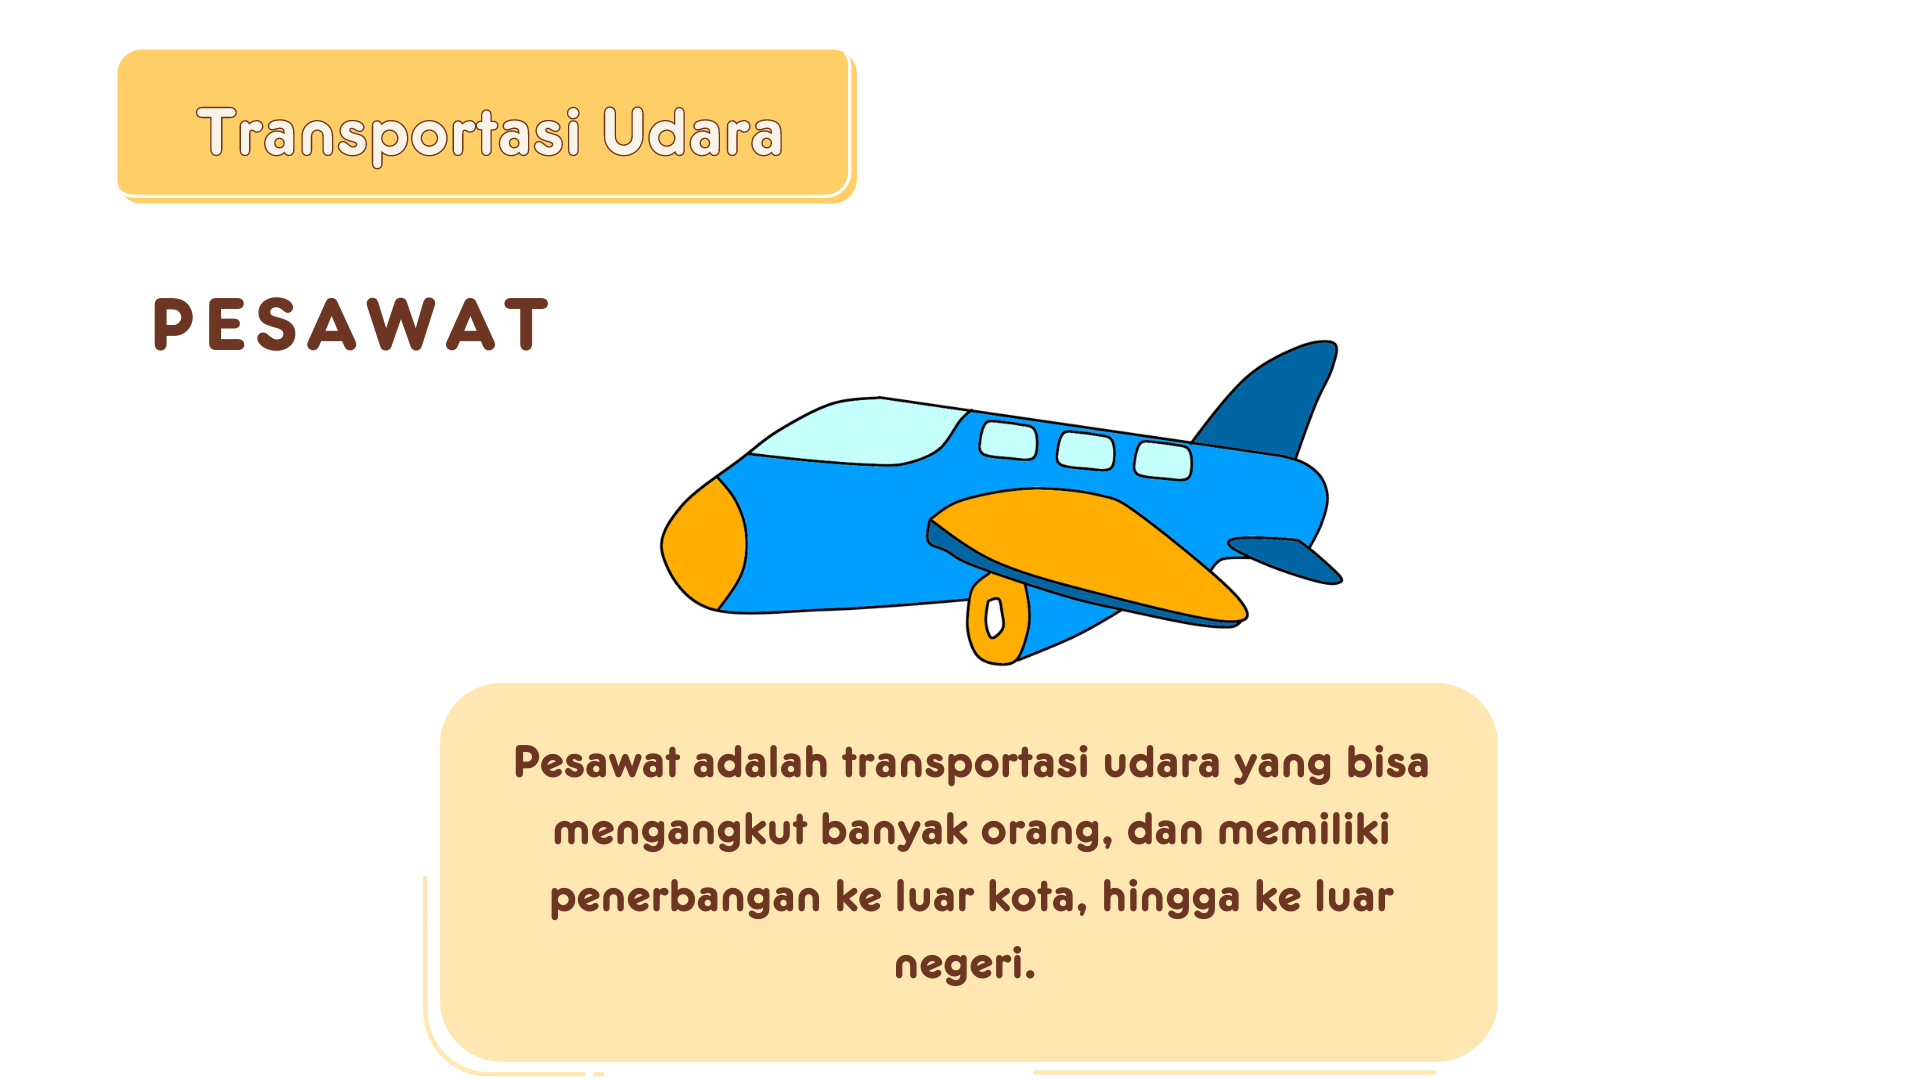 Transportasi Udara
PESAWAT
Pesawat adalah transportasi udara yang bisa
mengangkut banyak orang, dan memiliki
penerbangan ke luar kota, hingga ke luar
negeri.